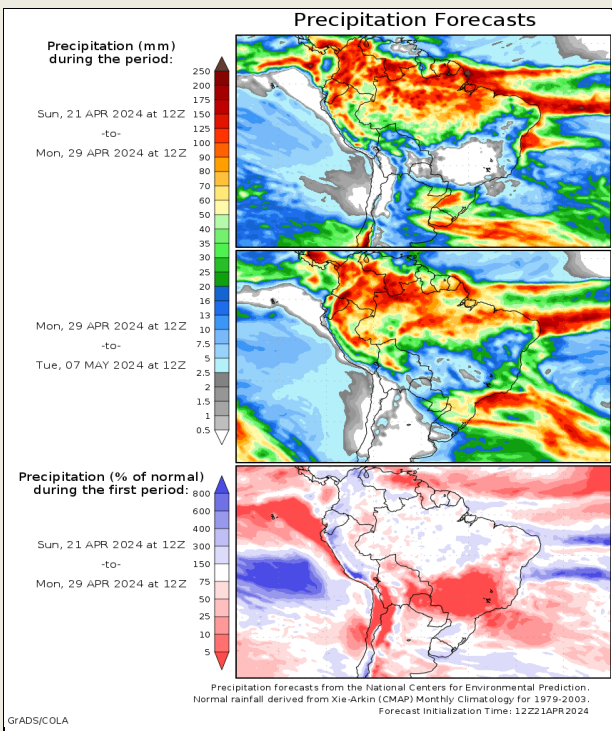 Precipitation Forecasts
Precipitation (mm)
during the period:
Sun, 21 APR 2024 at 12Z
-to-
Mon, 29 APR 2024 at 12Z
250
200
175
150
125
100
90
80
70
60
50
40
35
30
25
20
16
13
10
7.5
5
2.5
2
1.5
1
0.5
Mon, 29 APR 2024 at 12Z
-to-
Tue, 07 MAY 2024 at 12Z
Precipitation (% of normal)
during the first period:
Sun, 21 APR 2024 at 12Z
-to-
Mon, 29 APR 2024 at 12Z
800
600
400
300
150
75
50
25
10
5
Precipitation forecasts from the National Centers for Environmental Prediction.
Normal rainfall derived from Xie-Arkin (CMAP) Monthly Climatology for 1979-2003.
Forecast Initialization Time: 12Z21APR2024
GrADS/COLA